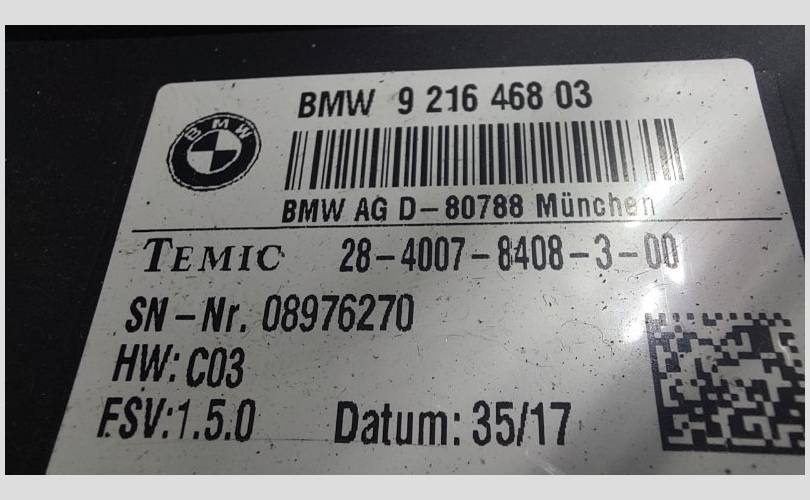 BMW 9 216 468 03
BMW
BMW AG D-80788 München
TEMIC 28-4007-8408-3-00
SN-Nr. 08976270
HW: C03
FSV:1.5.0 Datum: 35/17